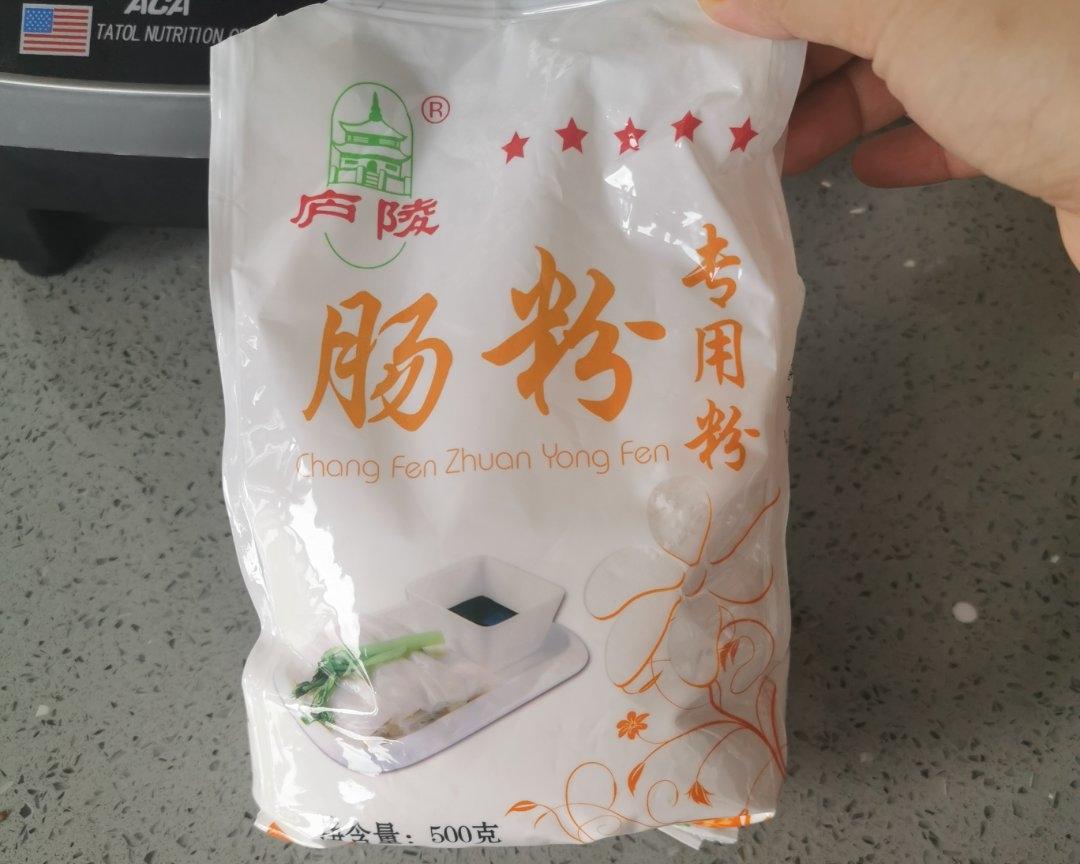 ACA
TATOL NUTRITION
®
庐陵
肠粉
专用粉
Chang Fen Zhuan Yong Fen
净含量：500克